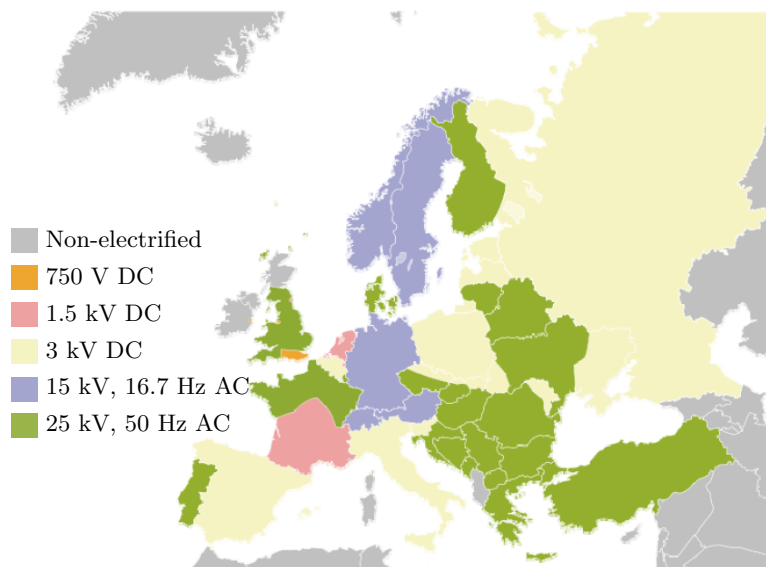 Non-electrified
750 V DC
1.5 kV DC
3 kV DC
15 kV, 16.7 Hz AC
25 kV, 50 Hz AC